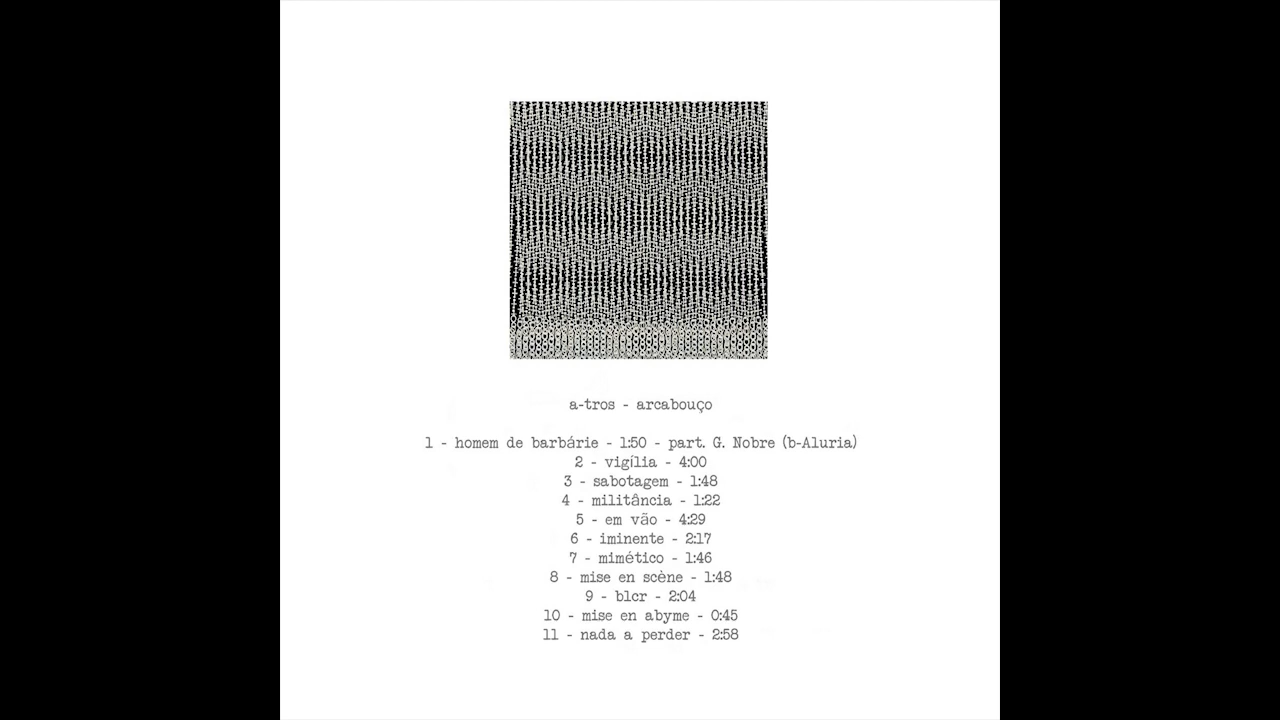 a-tros - arcabouço
1 - homem de barbárie - 1:50 - part. G. Nobre (b-Aluria)
2 - vigília - 4:00
3 - sabotagem - 1:48
4 - militância - 1:22
5 - em vão - 4:29
6 - iminente - 2:17
7 - mimético - 1:46
8 - mise en scène - 1:48
9 - blcr - 2:04
10 - mise en abyme - 0:45
11 - nada a perder - 2:58